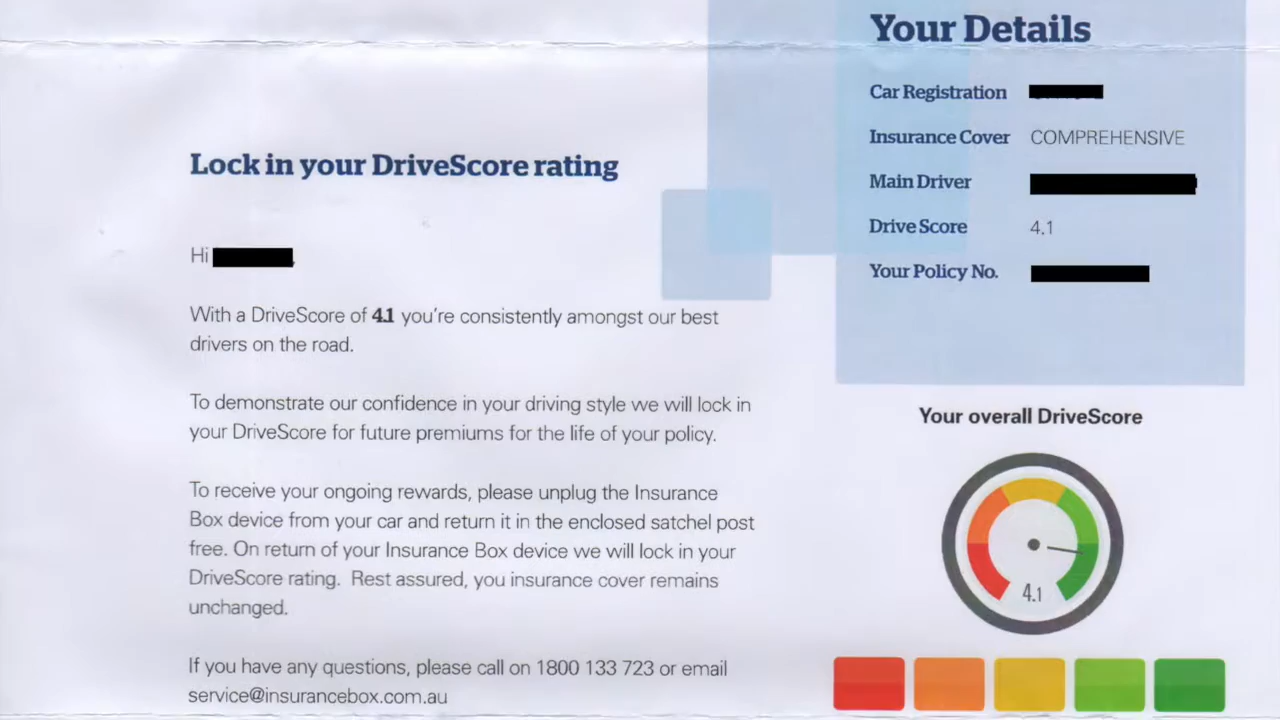 Your Details
Car Registration
Insurance Cover COMPREHENSIVE
Main Driver
Drive Score 4.1
Your Policy No.
Lock in your DriveScore rating
Hi
With a DriveScore of 4.1 you're consistently amongst our best
drivers on the road.
To demonstrate our confidence in your driving style we will lock in
your DriveScore for future premiums for the life of your policy.
To receive your ongoing rewards, please unplug the Insurance
Box device from your car and return it in the enclosed satchel post
free. On return of your Insurance Box device we will lock in your
DriveScore rating. Rest assured, you insurance cover remains
unchanged.
If you have any questions, please call on 1800 133 723 or email
service@insurancebox.com.au
Your overall DriveScore
4.1